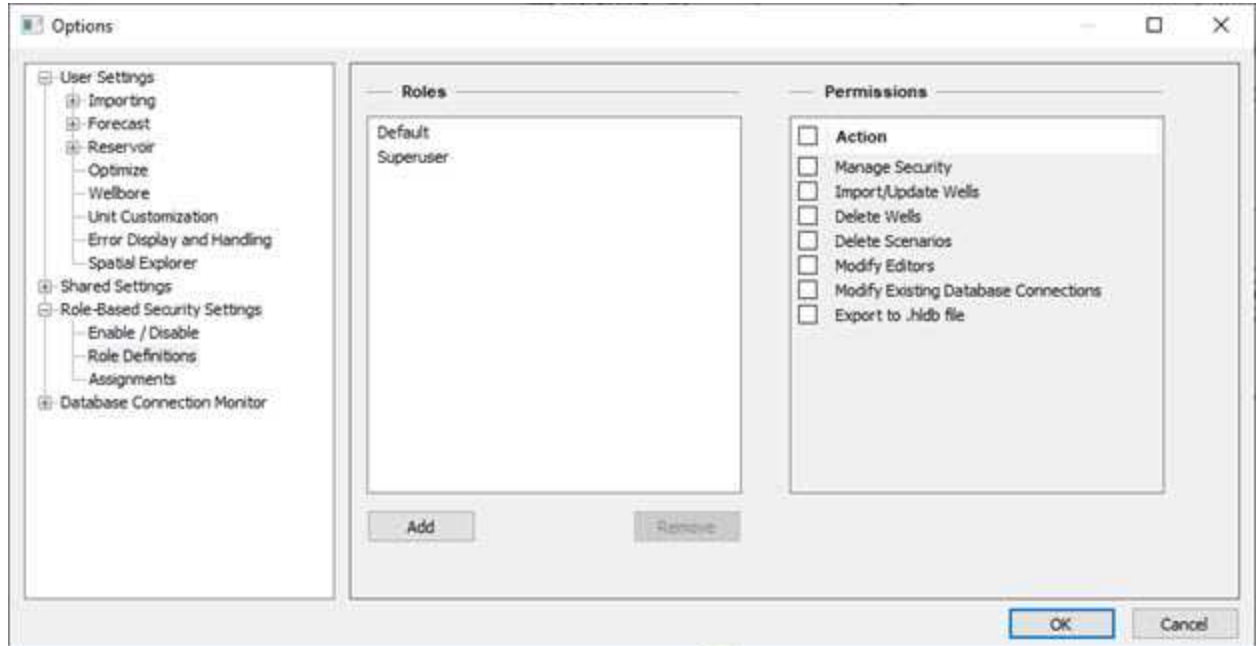 Options
User Settings
Importing
Forecast
Reservoir
Optimize
Wellbore
Unit Customization
Error Display and Handling
Spatial Explorer
Shared Settings
Role-Based Security Settings
Enable / Disable
Role Definitions
Assignments
Database Connection Monitor
Roles
Default
Superuser
Add
Remove
Permissions
Action
Manage Security
Import/Update Wells
Delete Wells
Delete Scenarios
Modify Editors
Modify Existing Database Connections
Export to .hldb file
OK
Cancel